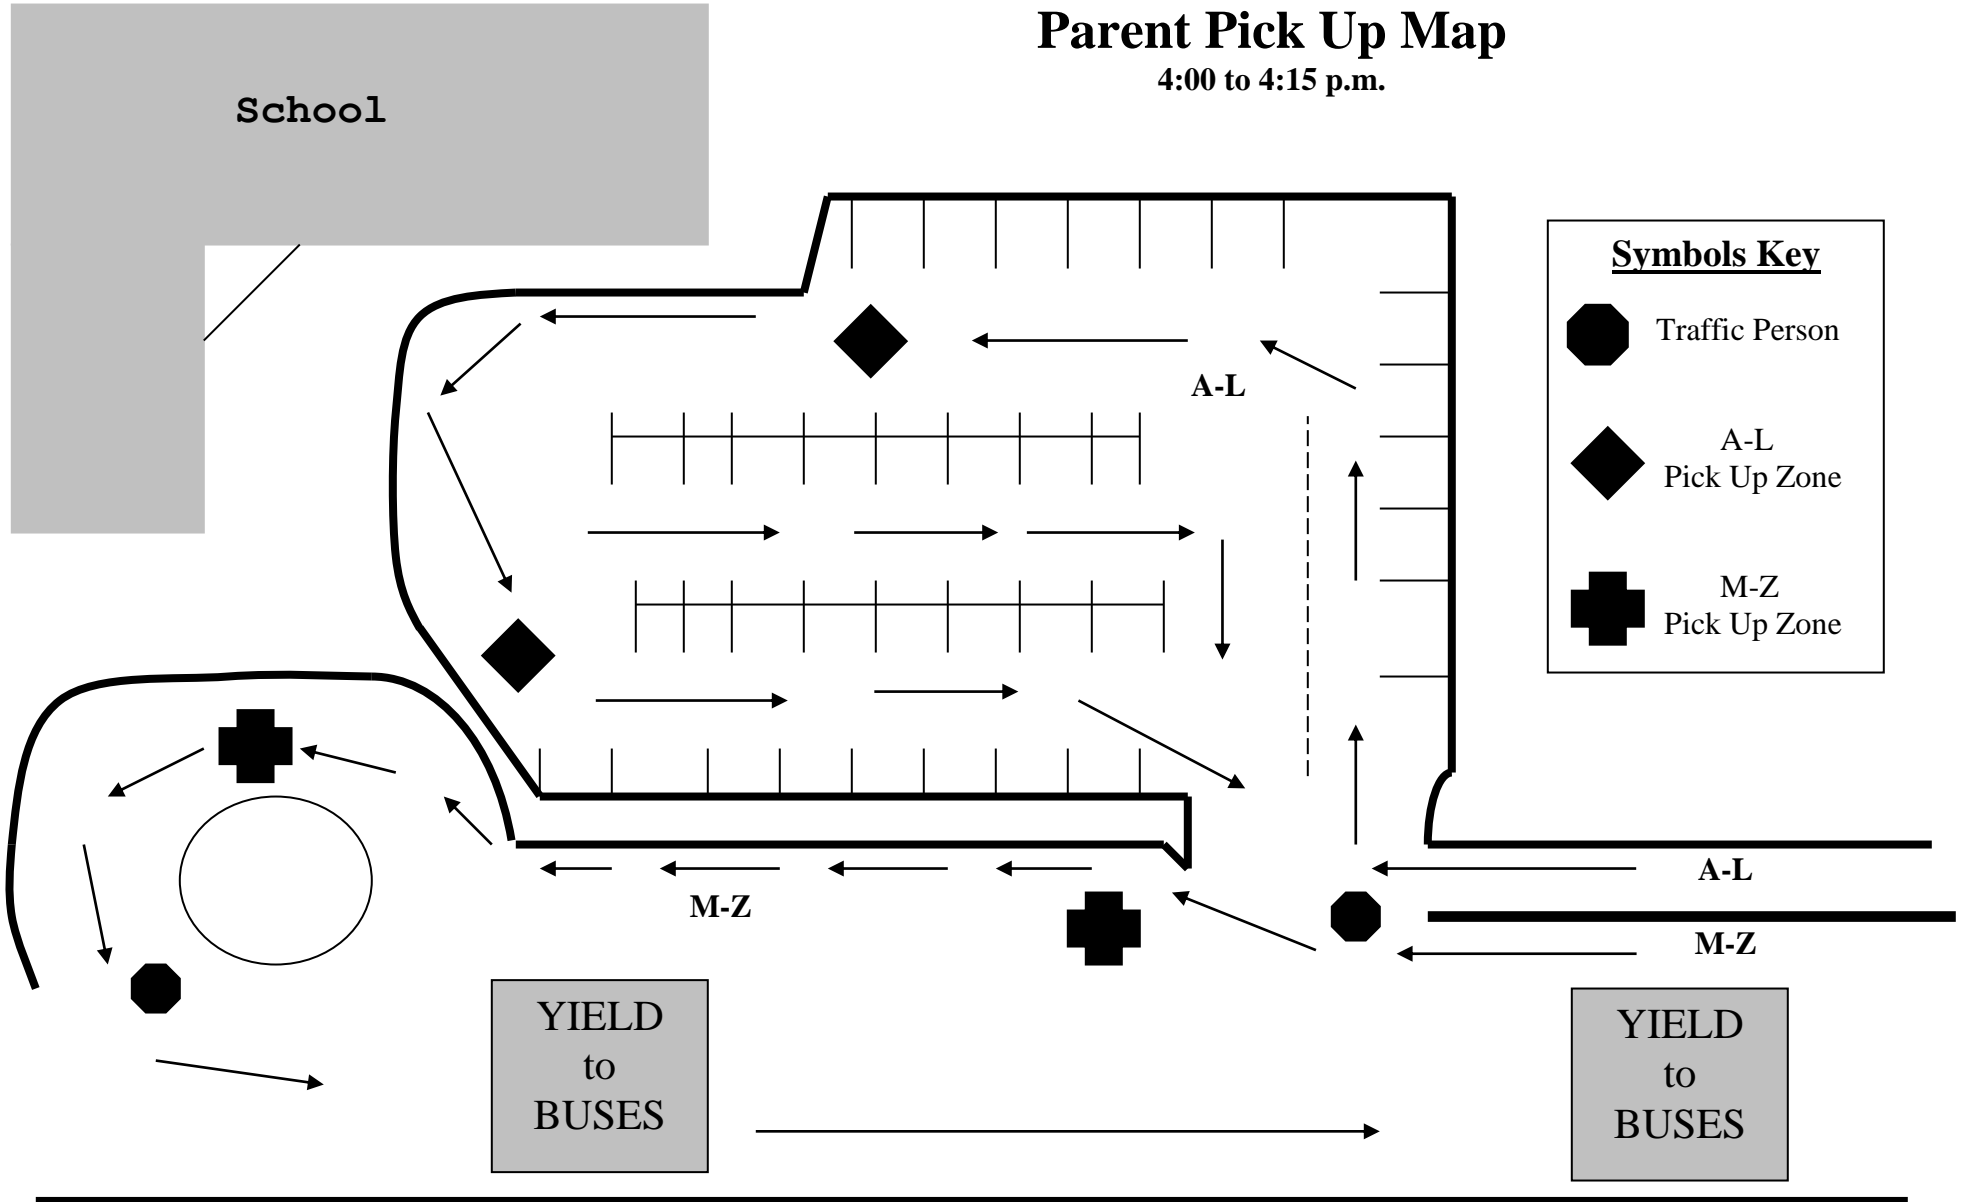 Parent Pick Up Map
4:00 to 4:15 p.m.
School
Symbols Key
Traffic Person
A-L
Pick Up Zone
M-Z
Pick Up Zone
A-L
A-L
M-Z
M-Z
YIELD
to
BUSES
YIELD
to
BUSES